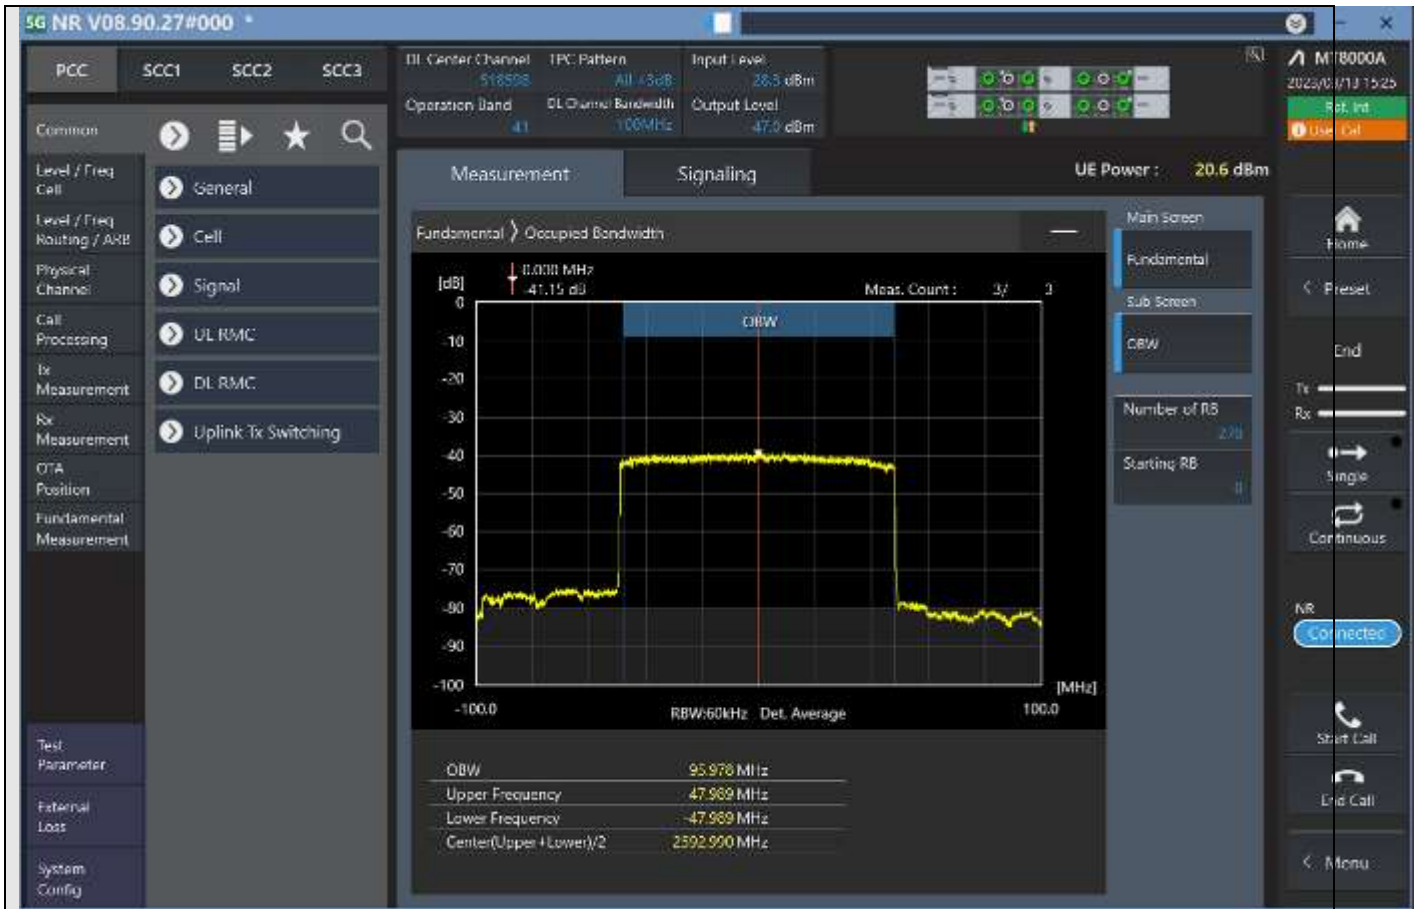 5G NR V08.90.27#000 *
PCC SCC1 SCC2 SCC3
DL Center Channel 518598
TPC Pattern All +3dB
Input Level 28.5 dBm
Operation Band 41
DL Channel Bandwidth 100MHz
Output Level -47.0 dBm
MT8000A
Ref. Int
User Cal
Common
Level / Freq
Cell
Level / Freq
Routing / ARB
Physical
Channel
Call
Processing
Tx
Measurement
Rx
Measurement
OTA
Position
Fundamental
Measurement
Test
Parameter
External
Loss
System
Config
General
Cell
Signal
UL RMC
DL RMC
Uplink Tx Switching
Measurement Signaling
UE Power : 20.6 dBm
Fundamental 〉 Occupied Bandwidth
[dB]
0.000 MHz
-41.15 dB
Meas. Count : 3/ 3
OBW
0
-10
-20
-30
-40
-50
-60
-70
-80
-90
-100
[MHz]
-100.0 RBW:60kHz Det. Average 100.0
OBW 95.978 MHz
Upper Frequency 47.989 MHz
Lower Frequency -47.989 MHz
Center(Upper+Lower)/2 2592.990 MHz
Main Screen
Fundamental
Sub Screen
OBW
Number of RB
270
Starting RB
0
Home
Preset
End
Tx
Rx
Single
Continuous
NR
Connected
Start Call
End Call
Menu